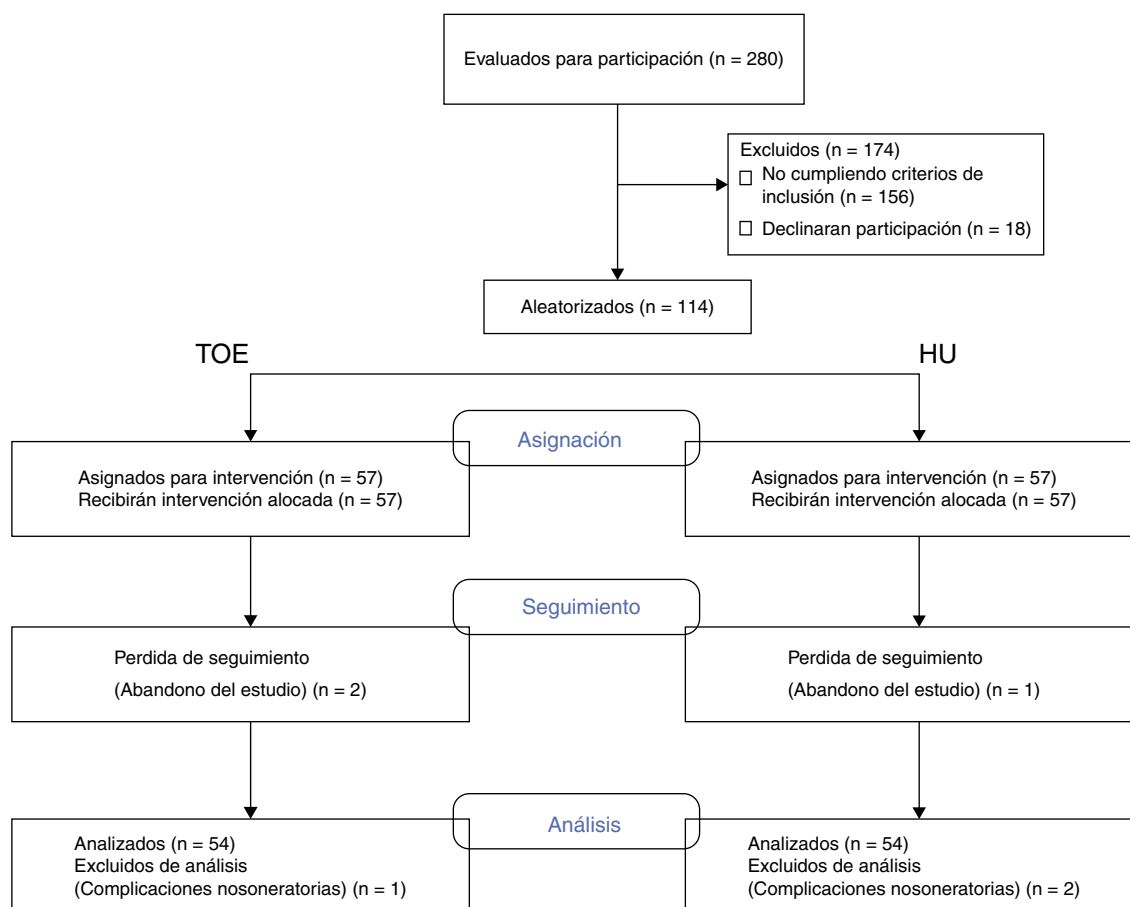 Evaluados para participación (n = 280)
Excluidos (n = 174)
No cumpliendo criterios de
inclusión (n = 156)
Declinaran participación (n = 18)
Aleatorizados (n = 114)
TOE
HU
Asignación
Asignados para intervención (n = 57)
Recibirán intervención alocada (n = 57)
Asignados para intervención (n = 57)
Recibirán intervención alocada (n = 57)
Seguimiento
Perdida de seguimiento
(Abandono del estudio) (n = 2)
Perdida de seguimiento
(Abandono del estudio) (n = 1)
Análisis
Analizados (n = 54)
Excluidos de análisis
(Complicaciones nosoneratorias) (n = 1)
Analizados (n = 54)
Excluidos de análisis
(Complicaciones nosoneratorias) (n = 2)